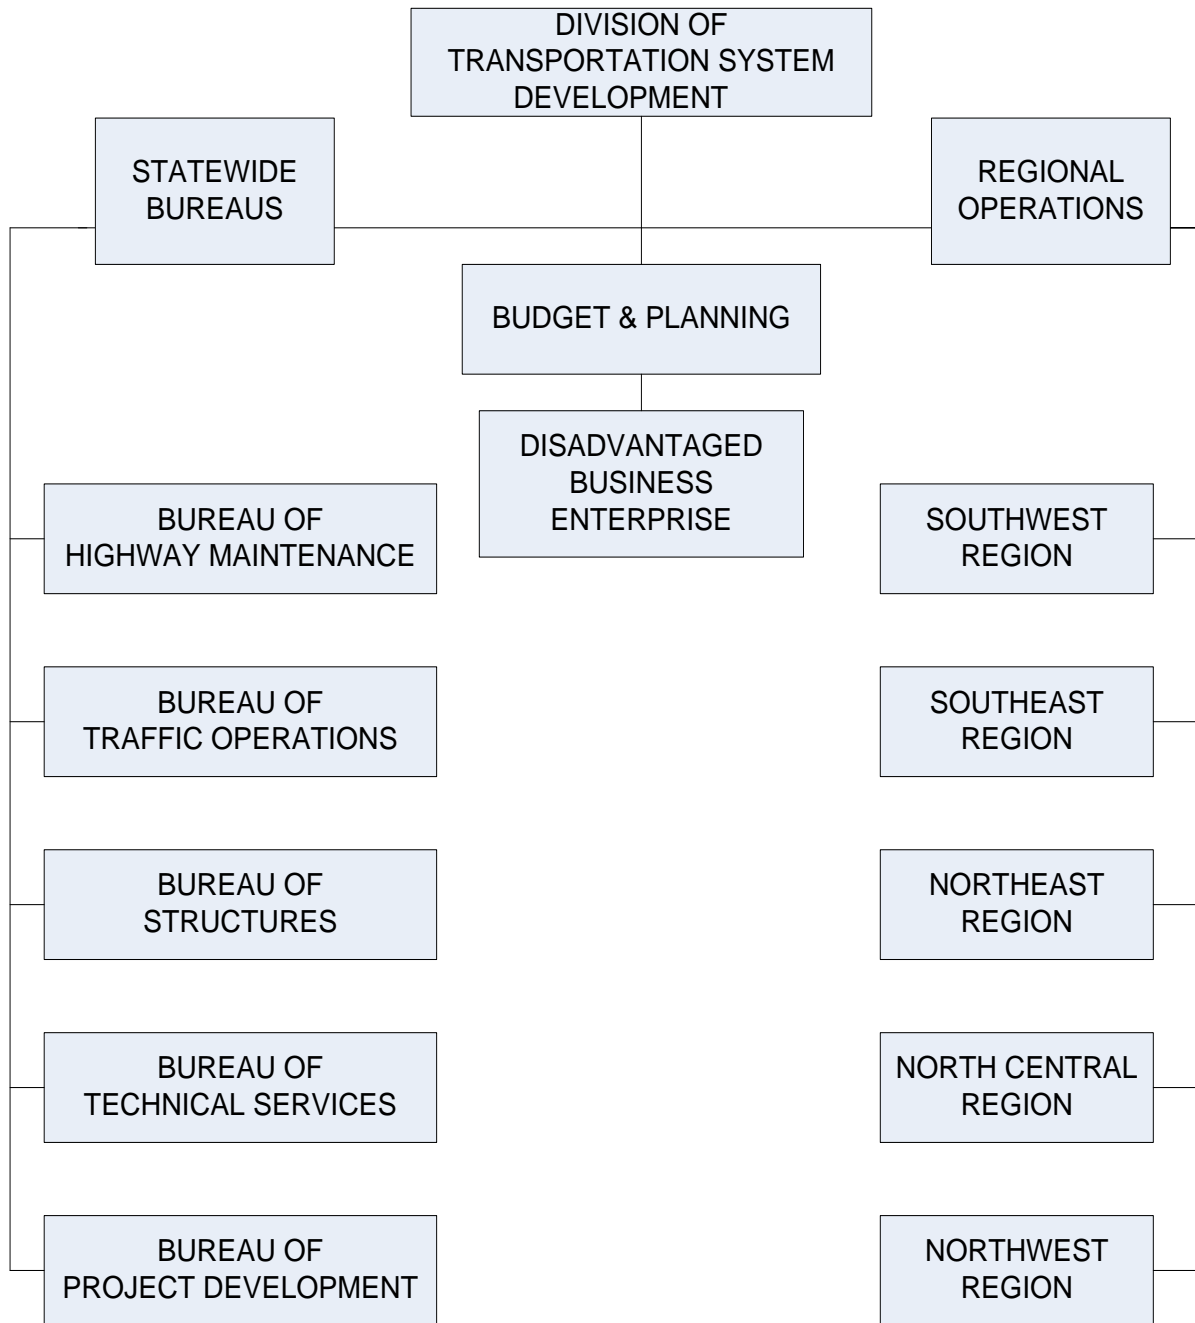 DIVISION OF
TRANSPORTATION SYSTEM
DEVELOPMENT
STATEWIDE
BUREAUS
REGIONAL
OPERATIONS
BUDGET & PLANNING
DISADVANTAGED
BUSINESS
ENTERPRISE
BUREAU OF
HIGHWAY MAINTENANCE
SOUTHWEST
REGION
BUREAU OF
TRAFFIC OPERATIONS
SOUTHEAST
REGION
BUREAU OF
STRUCTURES
NORTHEAST
REGION
BUREAU OF
TECHNICAL SERVICES
NORTH CENTRAL
REGION
BUREAU OF
PROJECT DEVELOPMENT
NORTHWEST
REGION